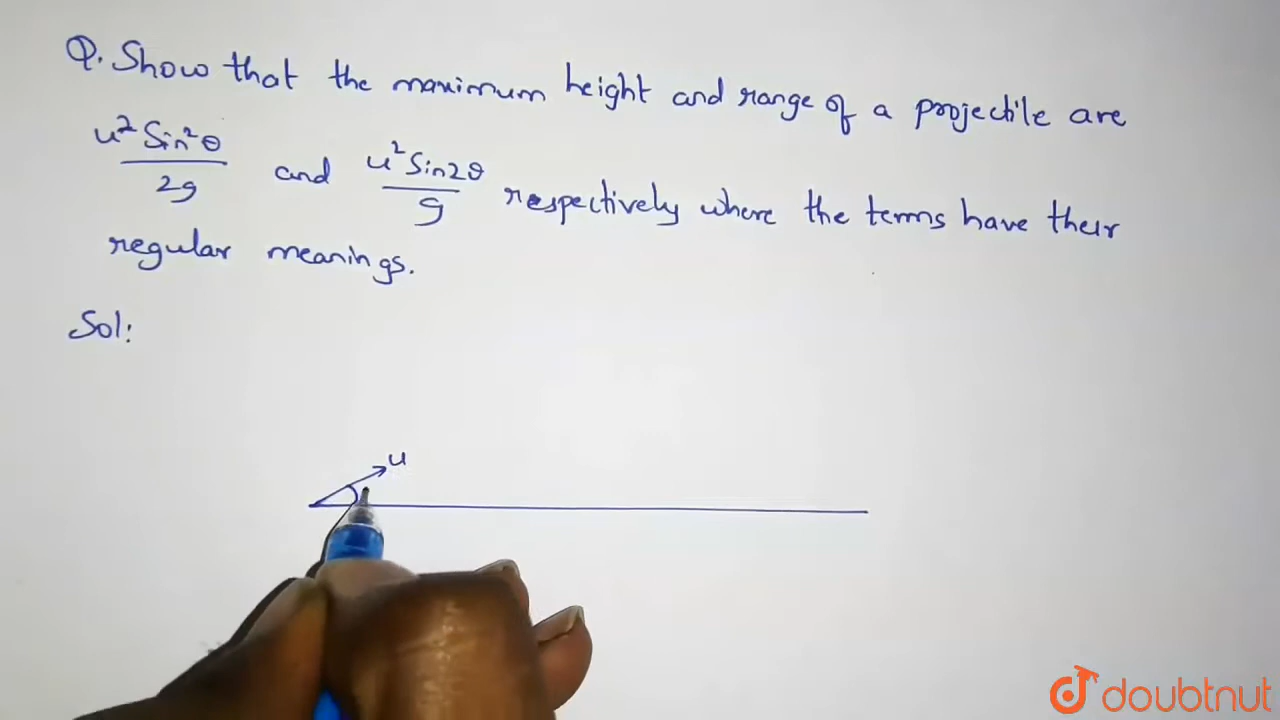 Q. Show that the maximum height and range of a projectile are
u² Sin²θ / 2g and u² Sin2θ / g respectively where the terms have their
regular meanings.
Sol:
u
doubtnut